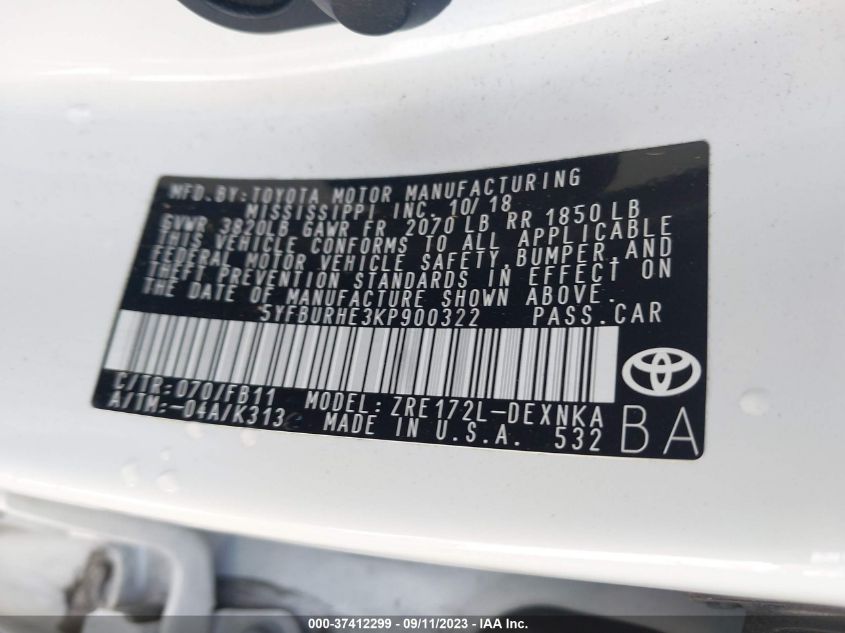 MFD.BY:TOYOTA MOTOR MANUFACTURING
MISSISSIPPI INC. 10/18
GVWR 3820LB GAWR FR 2070 LB RR 1850 LB
THIS VEHICLE CONFORMS TO ALL APPLICABLE
FEDERAL MOTOR VEHICLE SAFETY,BUMPER,AND
THEFT PREVENTION STANDARDS IN EFFECT ON
THE DATE OF MANUFACTURE SHOWN ABOVE.
5YFBURHE3KP900322 PASS.CAR
C/TR:070/FB11 MODEL: ZRE172L-DEXNKA
A/TM:-04A/K313 MADE IN U.S.A. 532
BA
000-37412299 - 09/11/2023 - IAA Inc.